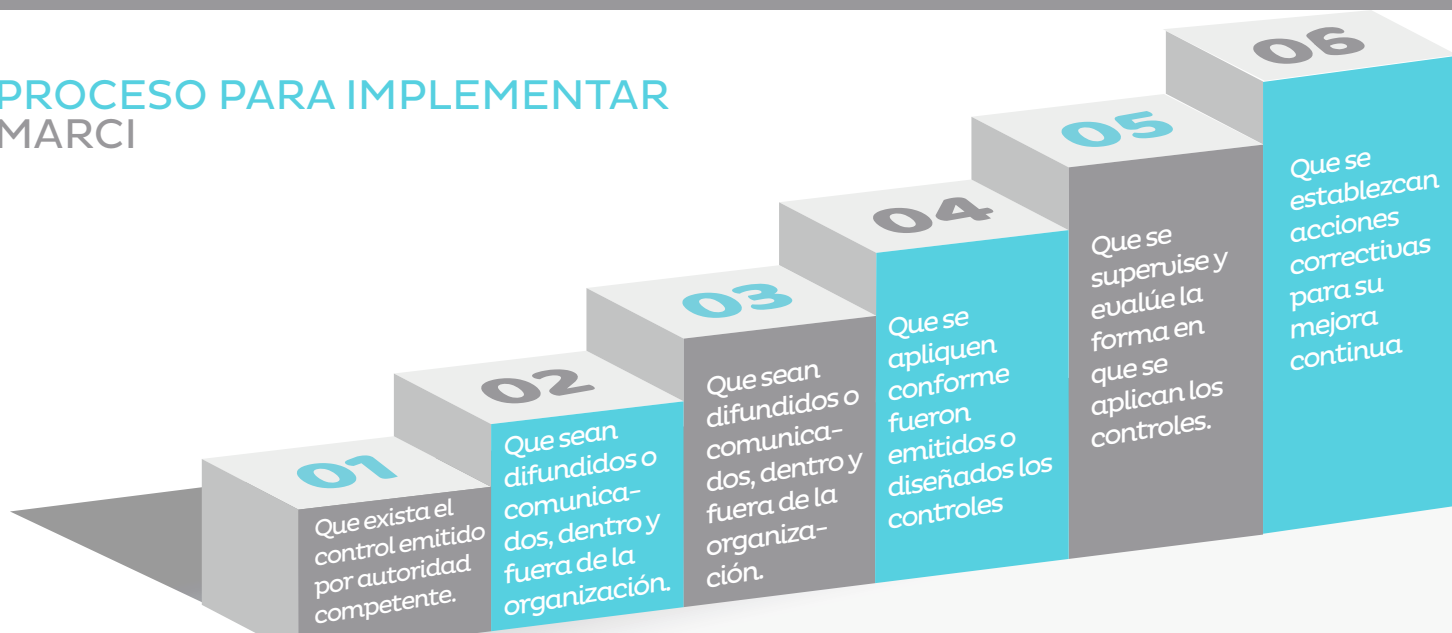 PROCESO PARA IMPLEMENTAR
MARCI
01
Que exista el
control emitido
por autoridad
competente.
02
Que sean
difundidos o
comunica-
dos, dentro y
fuera de la
organización.
03
Que sean
difundidos o
comunica-
dos, dentro y
fuera de la
organiza-
ción.
04
Que se
apliquen
conforme
fueron
emitidos o
diseñados los
controles
05
Que se
supervise y
evalúe la
forma en
que se
aplican los
controles.
06
Que se
establezcan
acciones
correctivas
para su
mejora
continua